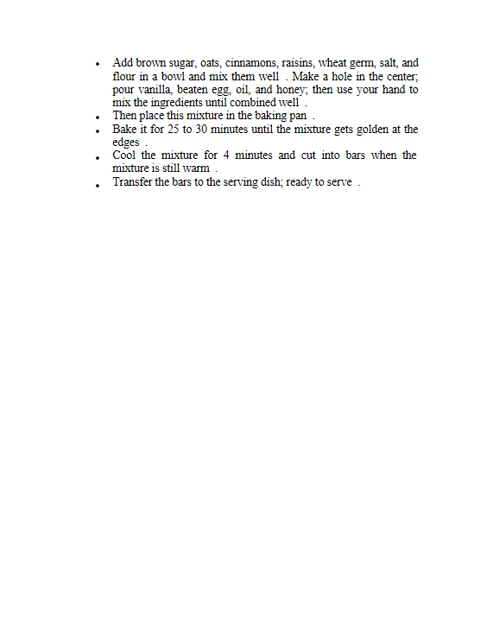 • Add brown sugar, oats, cinnamons, raisins, wheat germ, salt, and
flour in a bowl and mix them well . Make a hole in the center;
pour vanilla, beaten egg, oil, and honey; then use your hand to
mix the ingredients until combined well .
• Then place this mixture in the baking pan .
• Bake it for 25 to 30 minutes until the mixture gets golden at the
edges .
• Cool the mixture for 4 minutes and cut into bars when the
mixture is still warm .
• Transfer the bars to the serving dish; ready to serve .